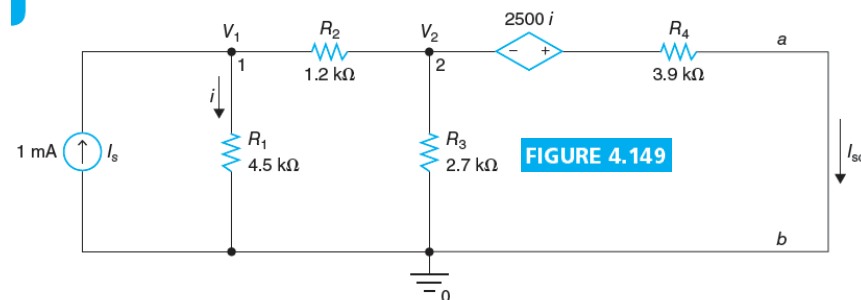 2500 i
V1 R2 V2 R4 a
- +
1 2
1.2 kΩ 3.9 kΩ
i
1 mA ↑ Is R1 R3 FIGURE 4.149 Isc
4.5 kΩ 2.7 kΩ
b
0